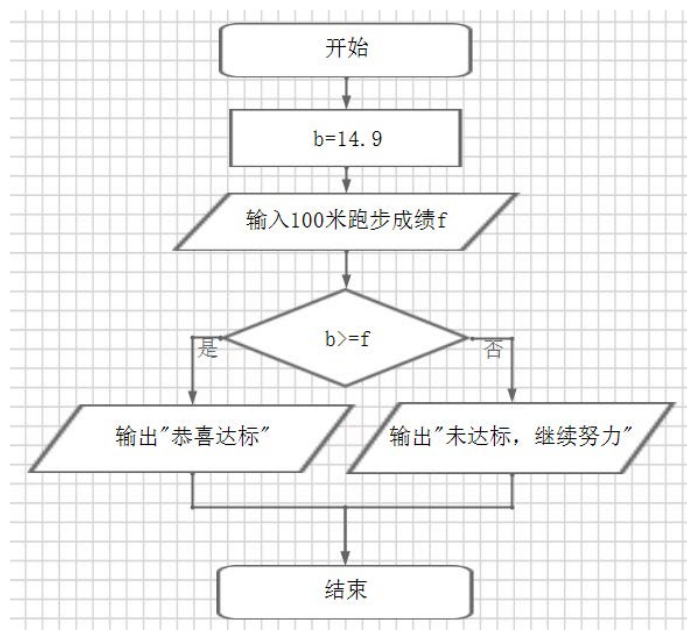 开始
b=14.9
输入100米跑步成绩f
b>=f
是
否
输出"恭喜达标"
输出"未达标，继续努力"
结束